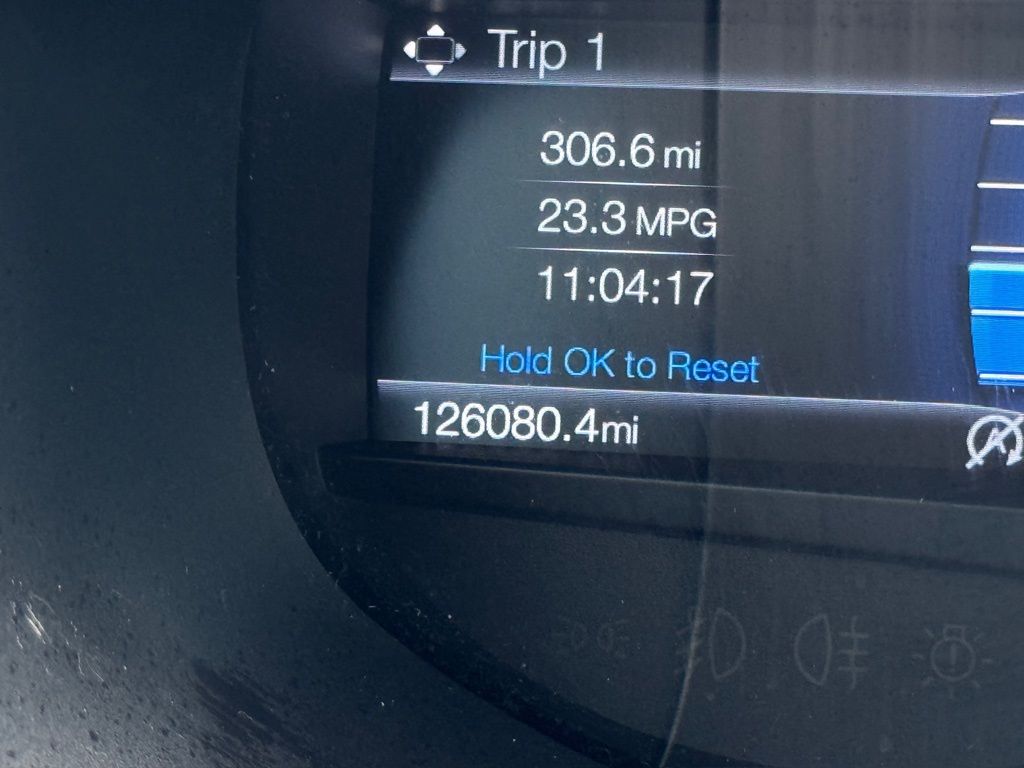 Trip 1
306.6 mi
23.3 MPG
11:04:17
Hold OK to Reset
126080.4mi